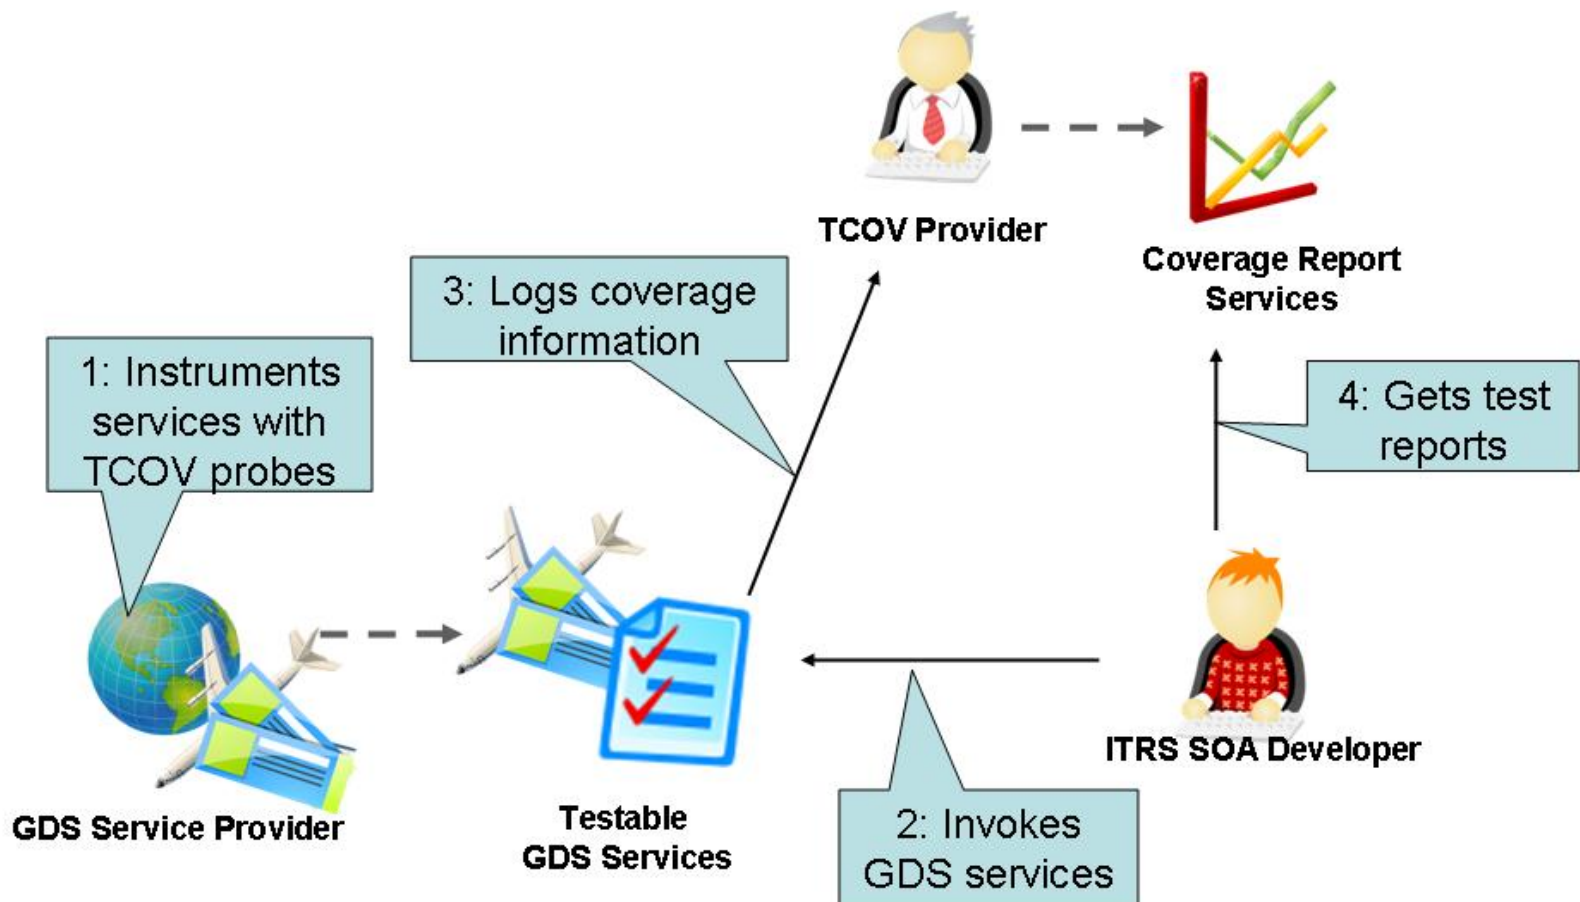 TCOV Provider
Coverage Report
Services
3: Logs coverage
information
1: Instruments
services with
TCOV probes
4: Gets test
reports
ITRS SOA Developer
GDS Service Provider
Testable
GDS Services
2: Invokes
GDS services